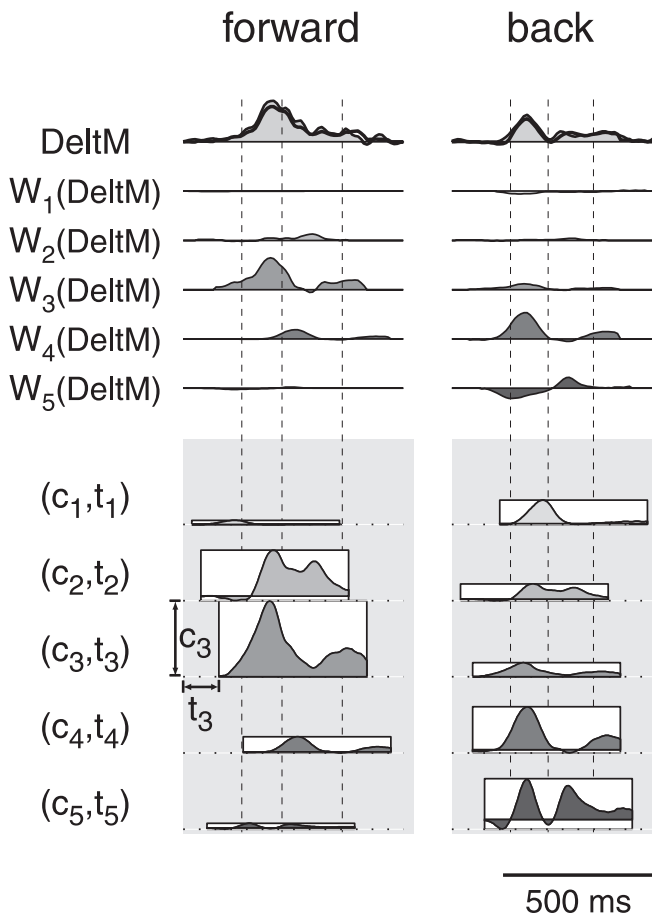 forward back
DeltM
W₁(DeltM)
W₂(DeltM)
W₃(DeltM)
W₄(DeltM)
W₅(DeltM)
(c₁,t₁)
(c₂,t₂)
(c₃,t₃)
c₃
t₃
(c₄,t₄)
(c₅,t₅)
500 ms